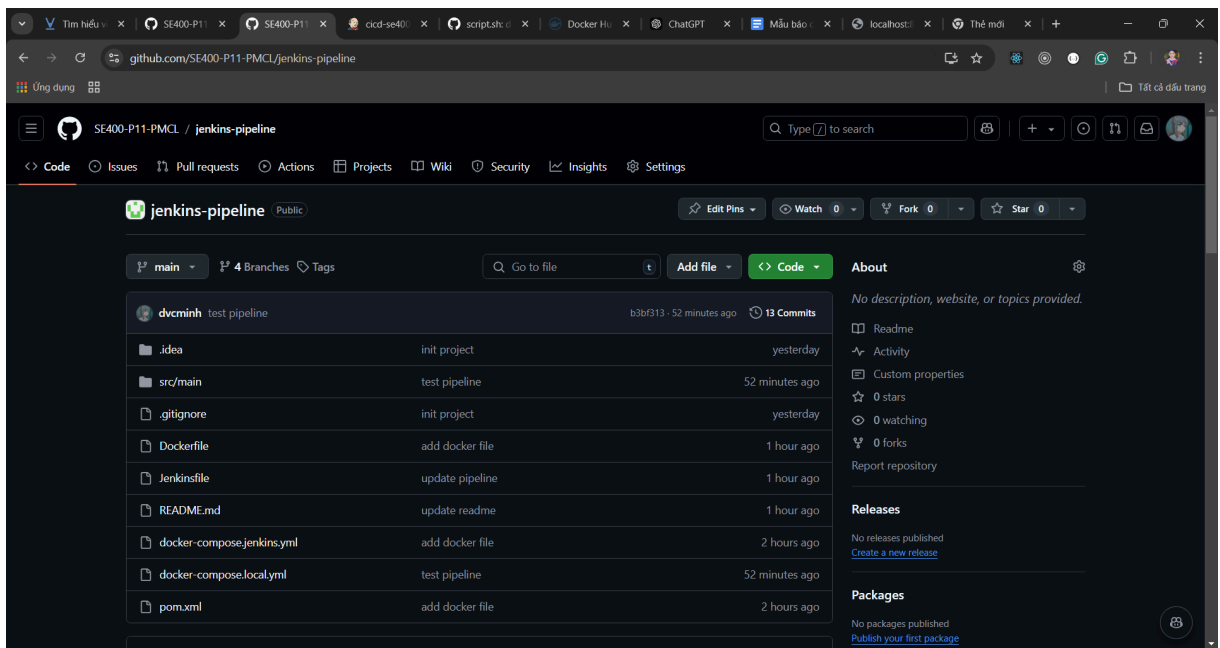 Tìm hiểu v
SE400-P11
SE400-P11
cicd-se400
script.sh: d
Docker Hu
ChatGPT
Mẫu báo c
localhost:8
Thẻ mới
github.com/SE400-P11-PMCL/jenkins-pipeline
Ứng dụng
Tất cả dấu trang
SE400-P11-PMCL / jenkins-pipeline
Type / to search
Code Issues Pull requests Actions Projects Wiki Security Insights Settings
jenkins-pipeline Public
Edit Pins Watch 0 Fork 0 Star 0
main 4 Branches Tags
Go to file t
Add file
Code
dvcminh test pipeline b3bf313 · 52 minutes ago 13 Commits
.idea init project yesterday
src/main test pipeline 52 minutes ago
.gitignore init project yesterday
Dockerfile add docker file 1 hour ago
Jenkinsfile update pipeline 1 hour ago
README.md update readme 1 hour ago
docker-compose.jenkins.yml add docker file 2 hours ago
docker-compose.local.yml test pipeline 52 minutes ago
pom.xml add docker file 2 hours ago
About
No description, website, or topics provided.
Readme
Activity
Custom properties
0 stars
0 watching
0 forks
Report repository
Releases
No releases published
Create a new release
Packages
No packages published
Publish your first package